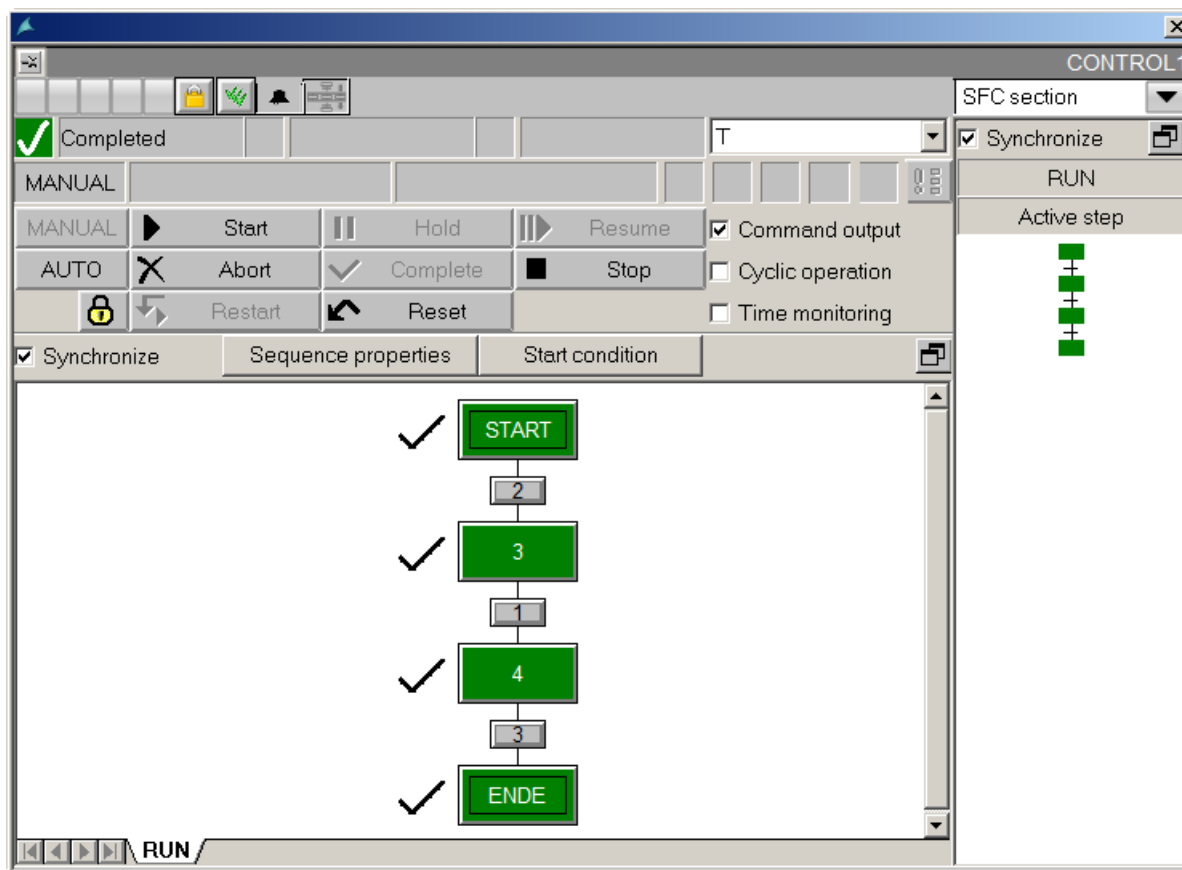 CONTROL1
SFC section
Completed
T
Synchronize
MANUAL
RUN
MANUAL Start Hold Resume Command output
Active step
AUTO Abort Complete Stop Cyclic operation
Restart Reset Time monitoring
Synchronize Sequence properties Start condition
START
2
3
1
4
3
ENDE
RUN